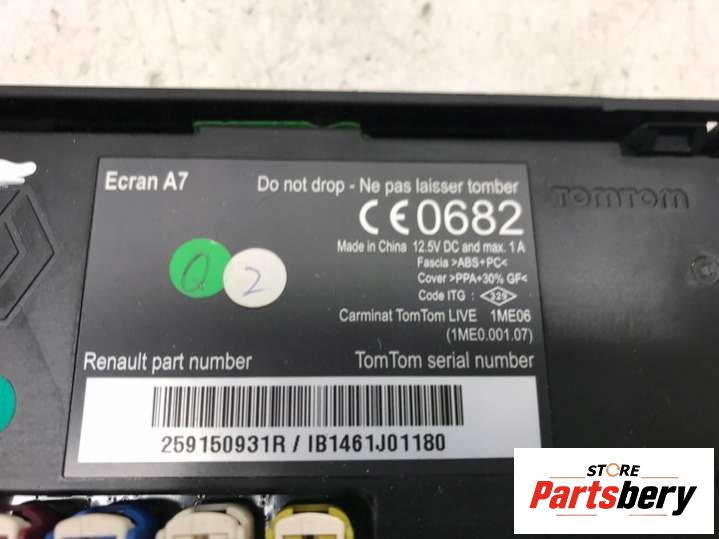 Ecran A7
Do not drop - Ne pas laisser tomber
CE0682
Made in China 12.5V DC and max. 1 A
Fascia >ABS+PC<
Cover >PPA+30% GF<
Code ITG : 329
Carminat TomTom LIVE 1ME06
(1ME0.001.07)
Q
2
TOMTOM
Renault part number
TomTom serial number
259150931R / IB1461J01180
STORE
Partsbery